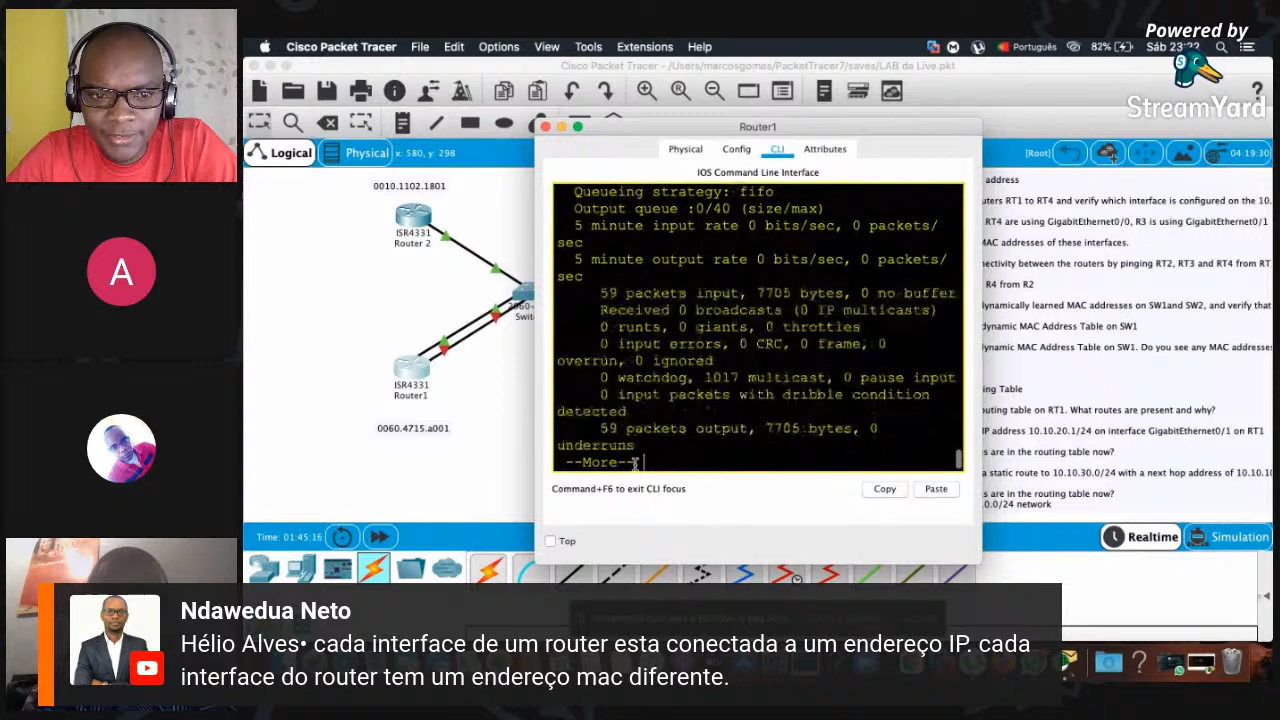 Powered by
StreamYard
Cisco Packet Tracer File Edit Options View Tools Extensions Help
Português 82% Sáb 23:22
Cisco Packet Tracer - /Users/marcosgomes/PacketTracer7/saves/LAB da Live.pkt
Logical Physical x: 580, y: 298
[Root] 04:19:30
0010.1102.1801
ISR4331
Router 2
ISR4331
Router1
0060.4715.a001
Router1
Physical Config CLI Attributes
IOS Command Line Interface
Queueing strategy: fifo
Output queue :0/40 (size/max)
5 minute input rate 0 bits/sec, 0 packets/
sec
5 minute output rate 0 bits/sec, 0 packets/
sec
59 packets input, 7705 bytes, 0 no buffer
Received 0 broadcasts (0 IP multicasts)
0 runts, 0 giants, 0 throttles
0 input errors, 0 CRC, 0 frame, 0
overrun, 0 ignored
0 watchdog, 1017 multicast, 0 pause input
0 input packets with dribble condition
detected
59 packets output, 7705 bytes, 0
underruns
--More--
Command+F6 to exit CLI focus
Copy Paste
Top
address
uters RT1 to RT4 and verify which interface is configured on the 10.
RT4 are using GigabitEthernet0/0, R3 is using GigabitEthernet0/1
MAC addresses of these interfaces.
nectivity between the routers by pinging RT2, RT3 and RT4 from RT
R4 from R2
dynamically learned MAC addresses on SW1and SW2, and verify that
dynamic MAC Address Table on SW1
dynamic MAC Address Table on SW1. Do you see any MAC addresses
ing Table
outing table on RT1. What routes are present and why?
IP address 10.10.20.1/24 on interface GigabitEthernet0/1 on RT1
s are in the routing table now?
a static route to 10.10.30.0/24 with a next hop address of 10.10.10
s are in the routing table now?
0.0/24 network
Time: 01:45:16
Realtime Simulation
A
Ndawedua Neto
Hélio Alves• cada interface de um router esta conectada a um endereço IP. cada
interface do router tem um endereço mac diferente.